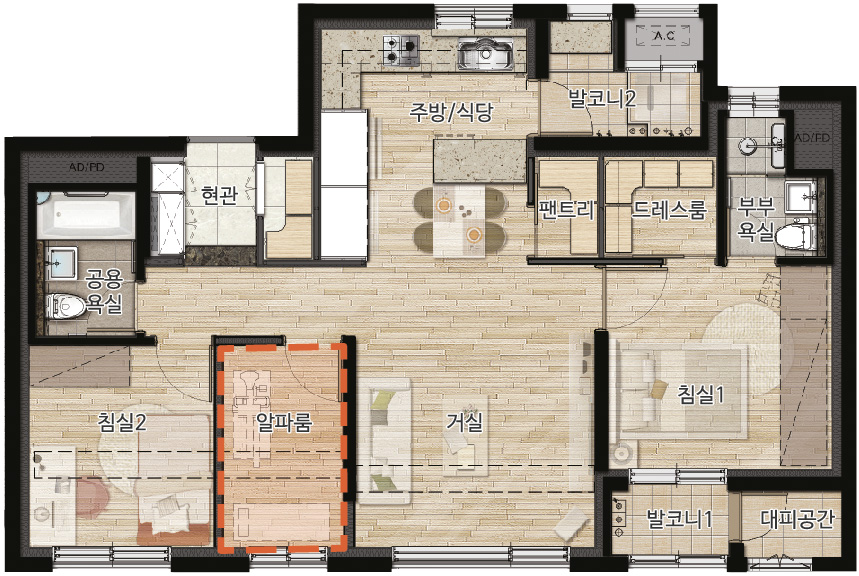 A.C
발코니2
주방/식당
AD/PD
AD/PD
현관
팬트리
드레스룸
부부
욕실
공용
욕실
침실2
알파룸
거실
침실1
발코니1
대피공간